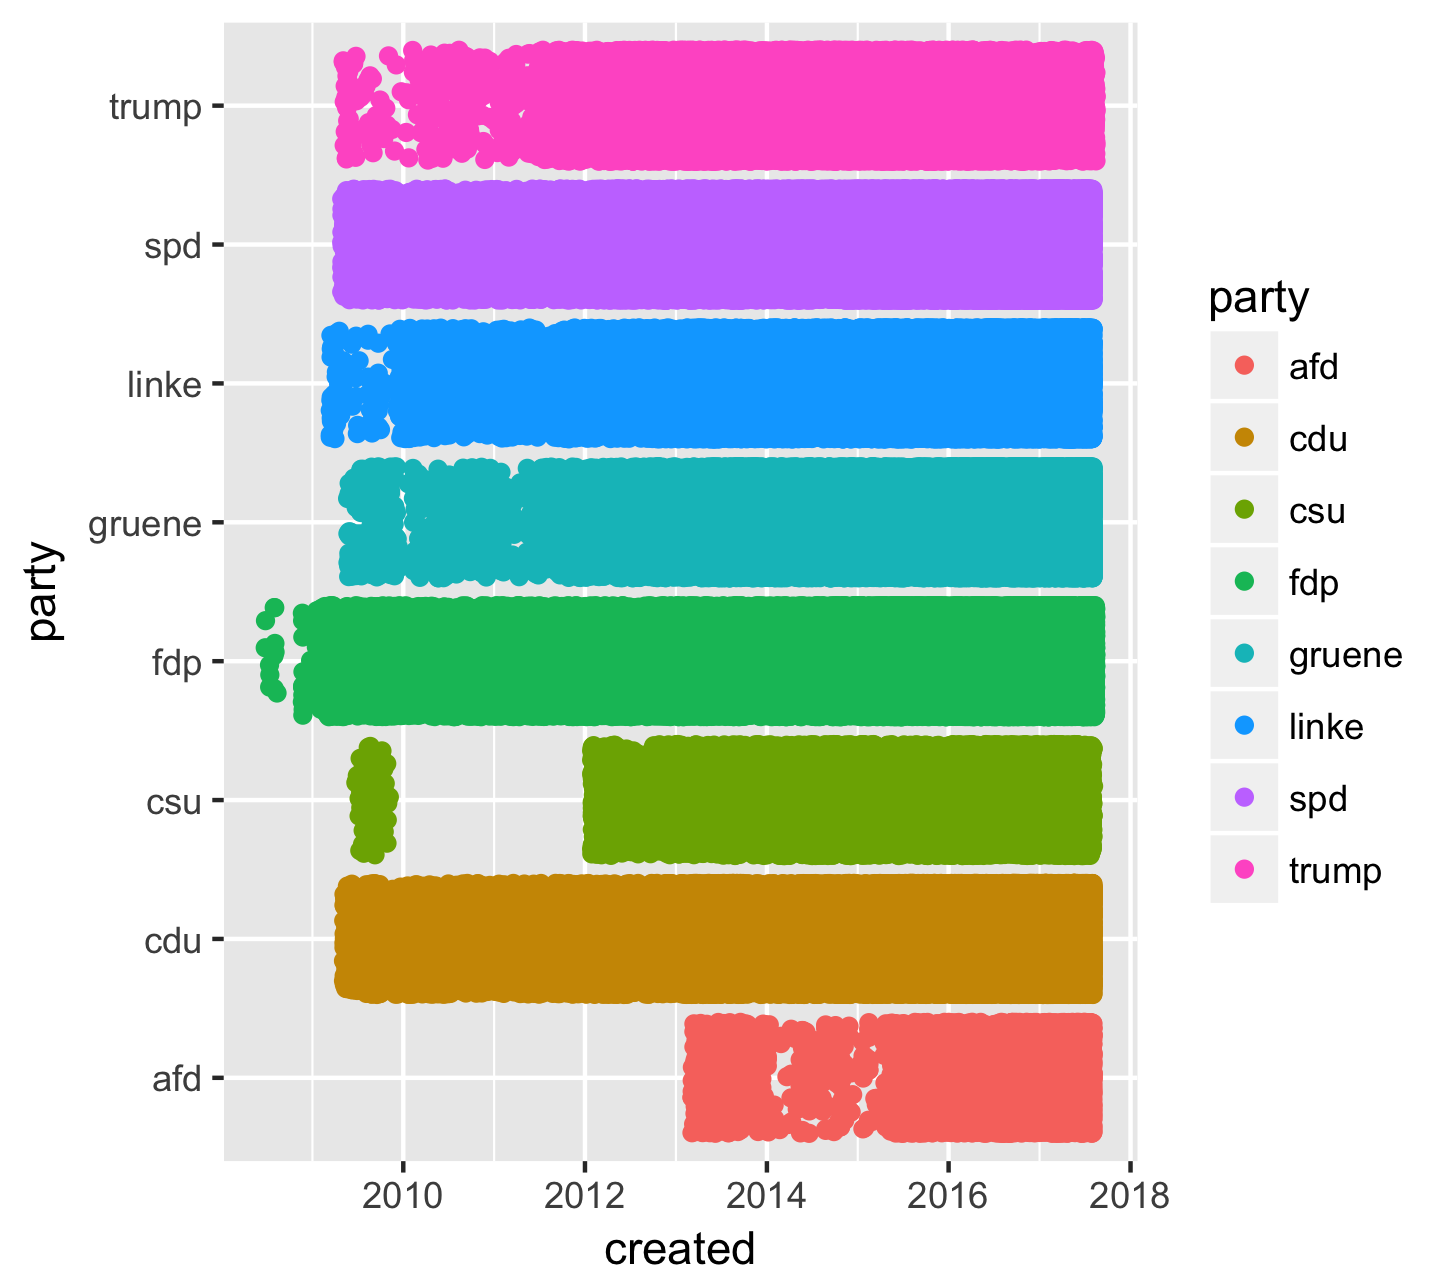 trump
spd
linke
gruene
fdp
csu
cdu
afd
party
2010 2012 2014 2016 2018
created
party
afd
cdu
csu
fdp
gruene
linke
spd
trump